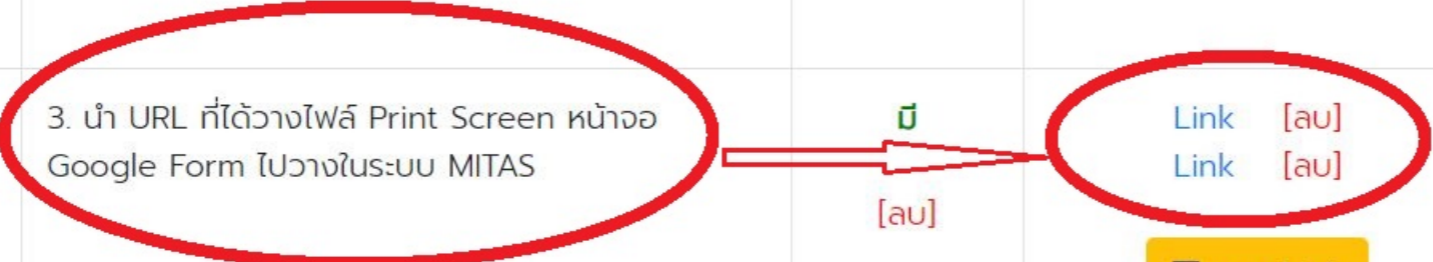 3. นำ URL ที่ได้วางไฟล์ Print Screen หน้าจอ
Google Form ไปวางในระบบ MITAS
มี
[ลบ]
Link [ลบ]
Link [ลบ]